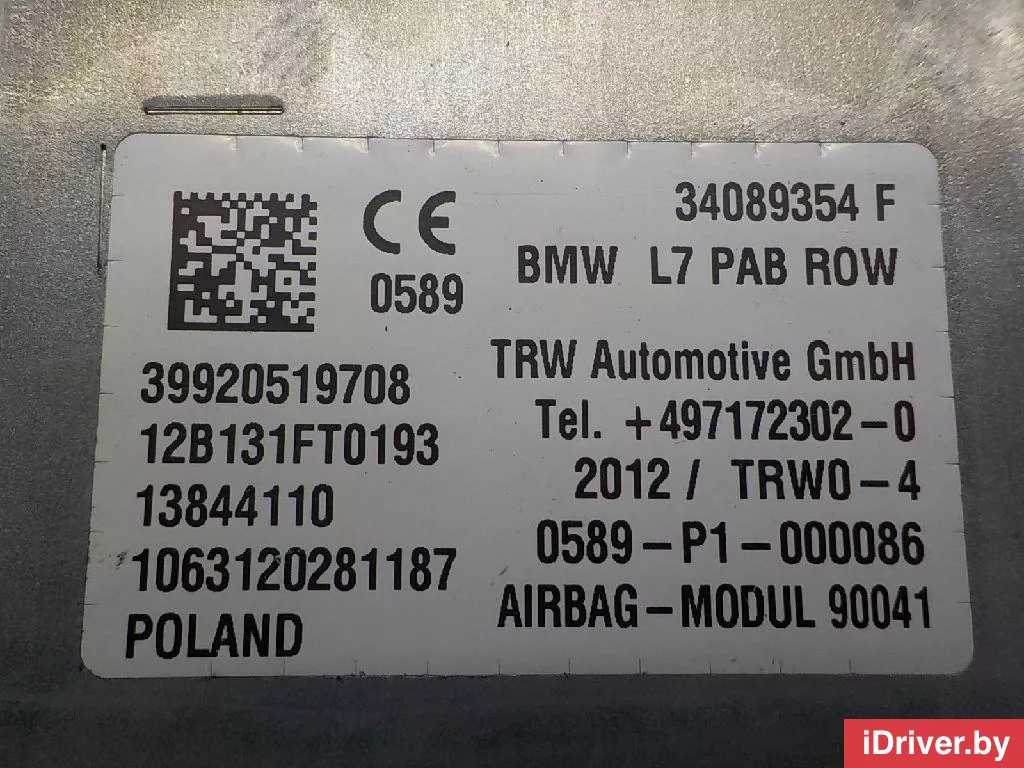 CE
0589
39920519708
12B131FT0193
13844110
1063120281187
POLAND
34089354 F
BMW L7 PAB ROW
TRW Automotive GmbH
Tel. +497172302-0
2012 / TRW0-4
0589-P1-000086
AIRBAG-MODUL 90041
iDriver.by